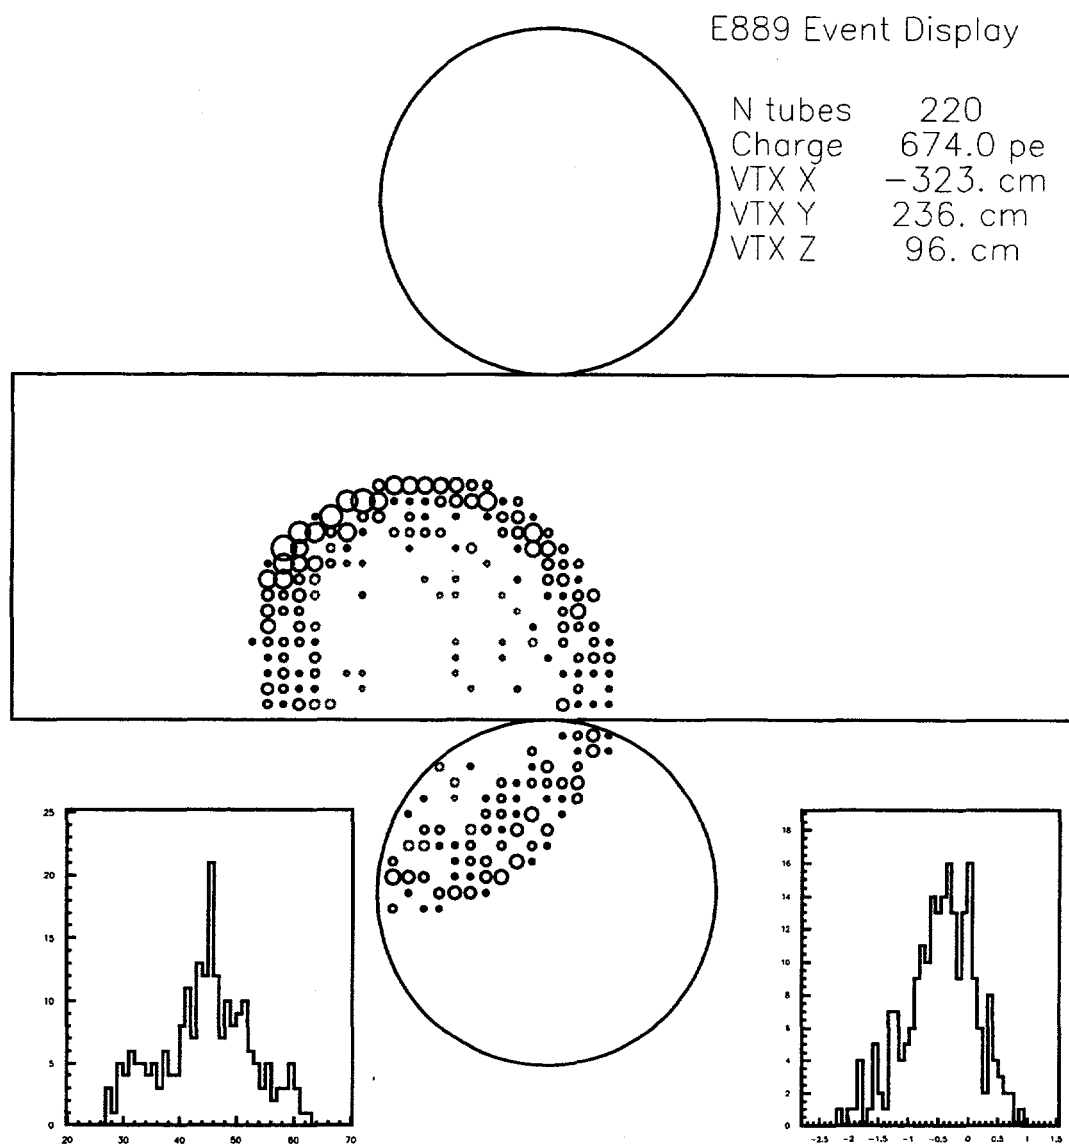 E889 Event Display
N tubes 220
Charge 674.0 pe
VTX X −323. cm
VTX Y 236. cm
VTX Z 96. cm
25
20
15
10
5
0
20 30 40 50 60 70
18
16
14
12
10
8
6
4
2
0
−2.5 −2 −1.5 −1 −0.5 0 0.5 1 1.5